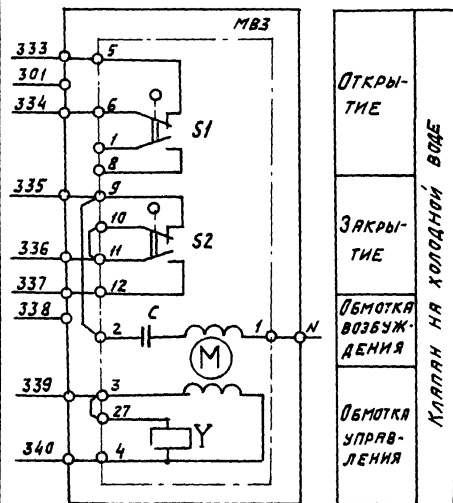 МВ3
333
5
301
334
6
S1
1
8
335
9
10
S2
336
11
337
12
338
2
C
1
N
M
339
3
27
Y
340
4
ОТКРЫ-
ТИЕ
ЗАКРЫ-
ТИЕ
ОБМОТКА
ВОЗБУЖ-
ДЕНИЯ
ОБМОТКА
УПРАВ-
ЛЕНИЯ
КЛАПАН НА ХОЛОДНОЙ ВОДЕ